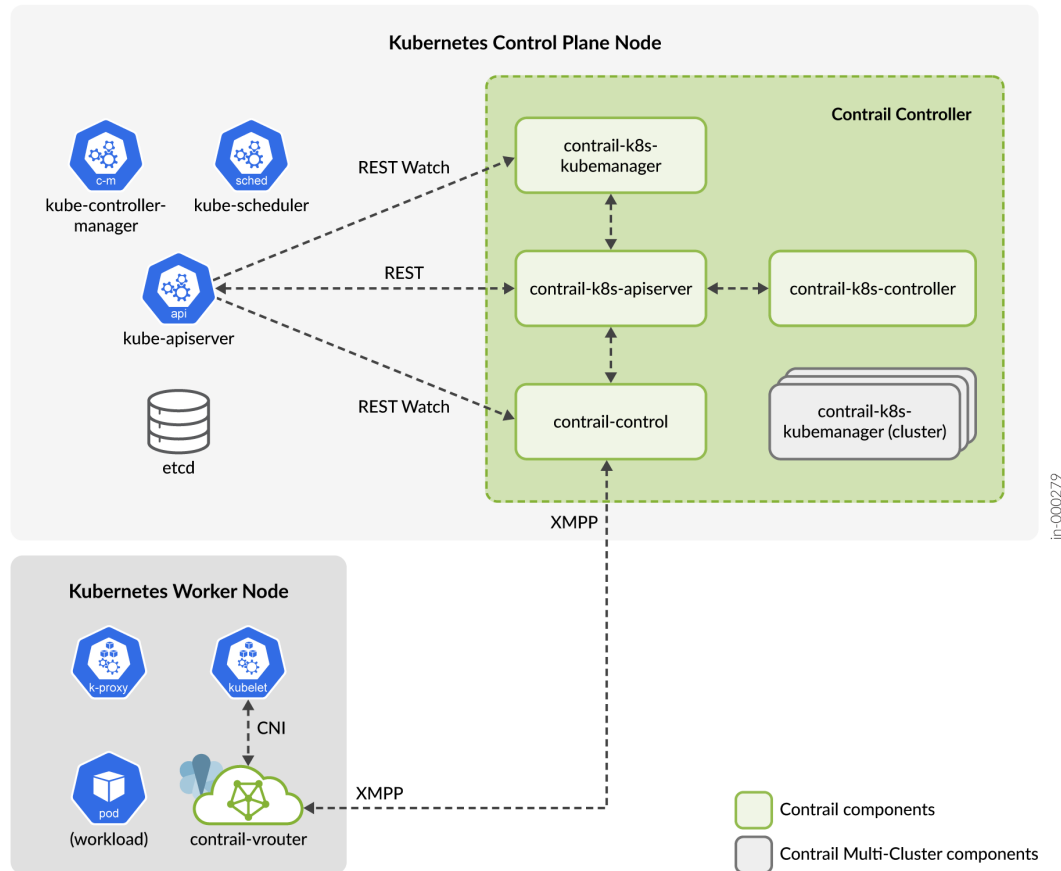 Kubernetes Control Plane Node
Contrail Controller
c-m
kube-controller-
manager
sched
kube-scheduler
REST Watch
contrail-k8s-
kubemanager
api
kube-apiserver
REST
contrail-k8s-apiserver
contrail-k8s-controller
REST Watch
contrail-control
contrail-k8s-
kubemanager (cluster)
etcd
XMPP
in-000279
Kubernetes Worker Node
k-proxy
kubelet
CNI
pod
(workload)
contrail-vrouter
XMPP
Contrail components
Contrail Multi-Cluster components